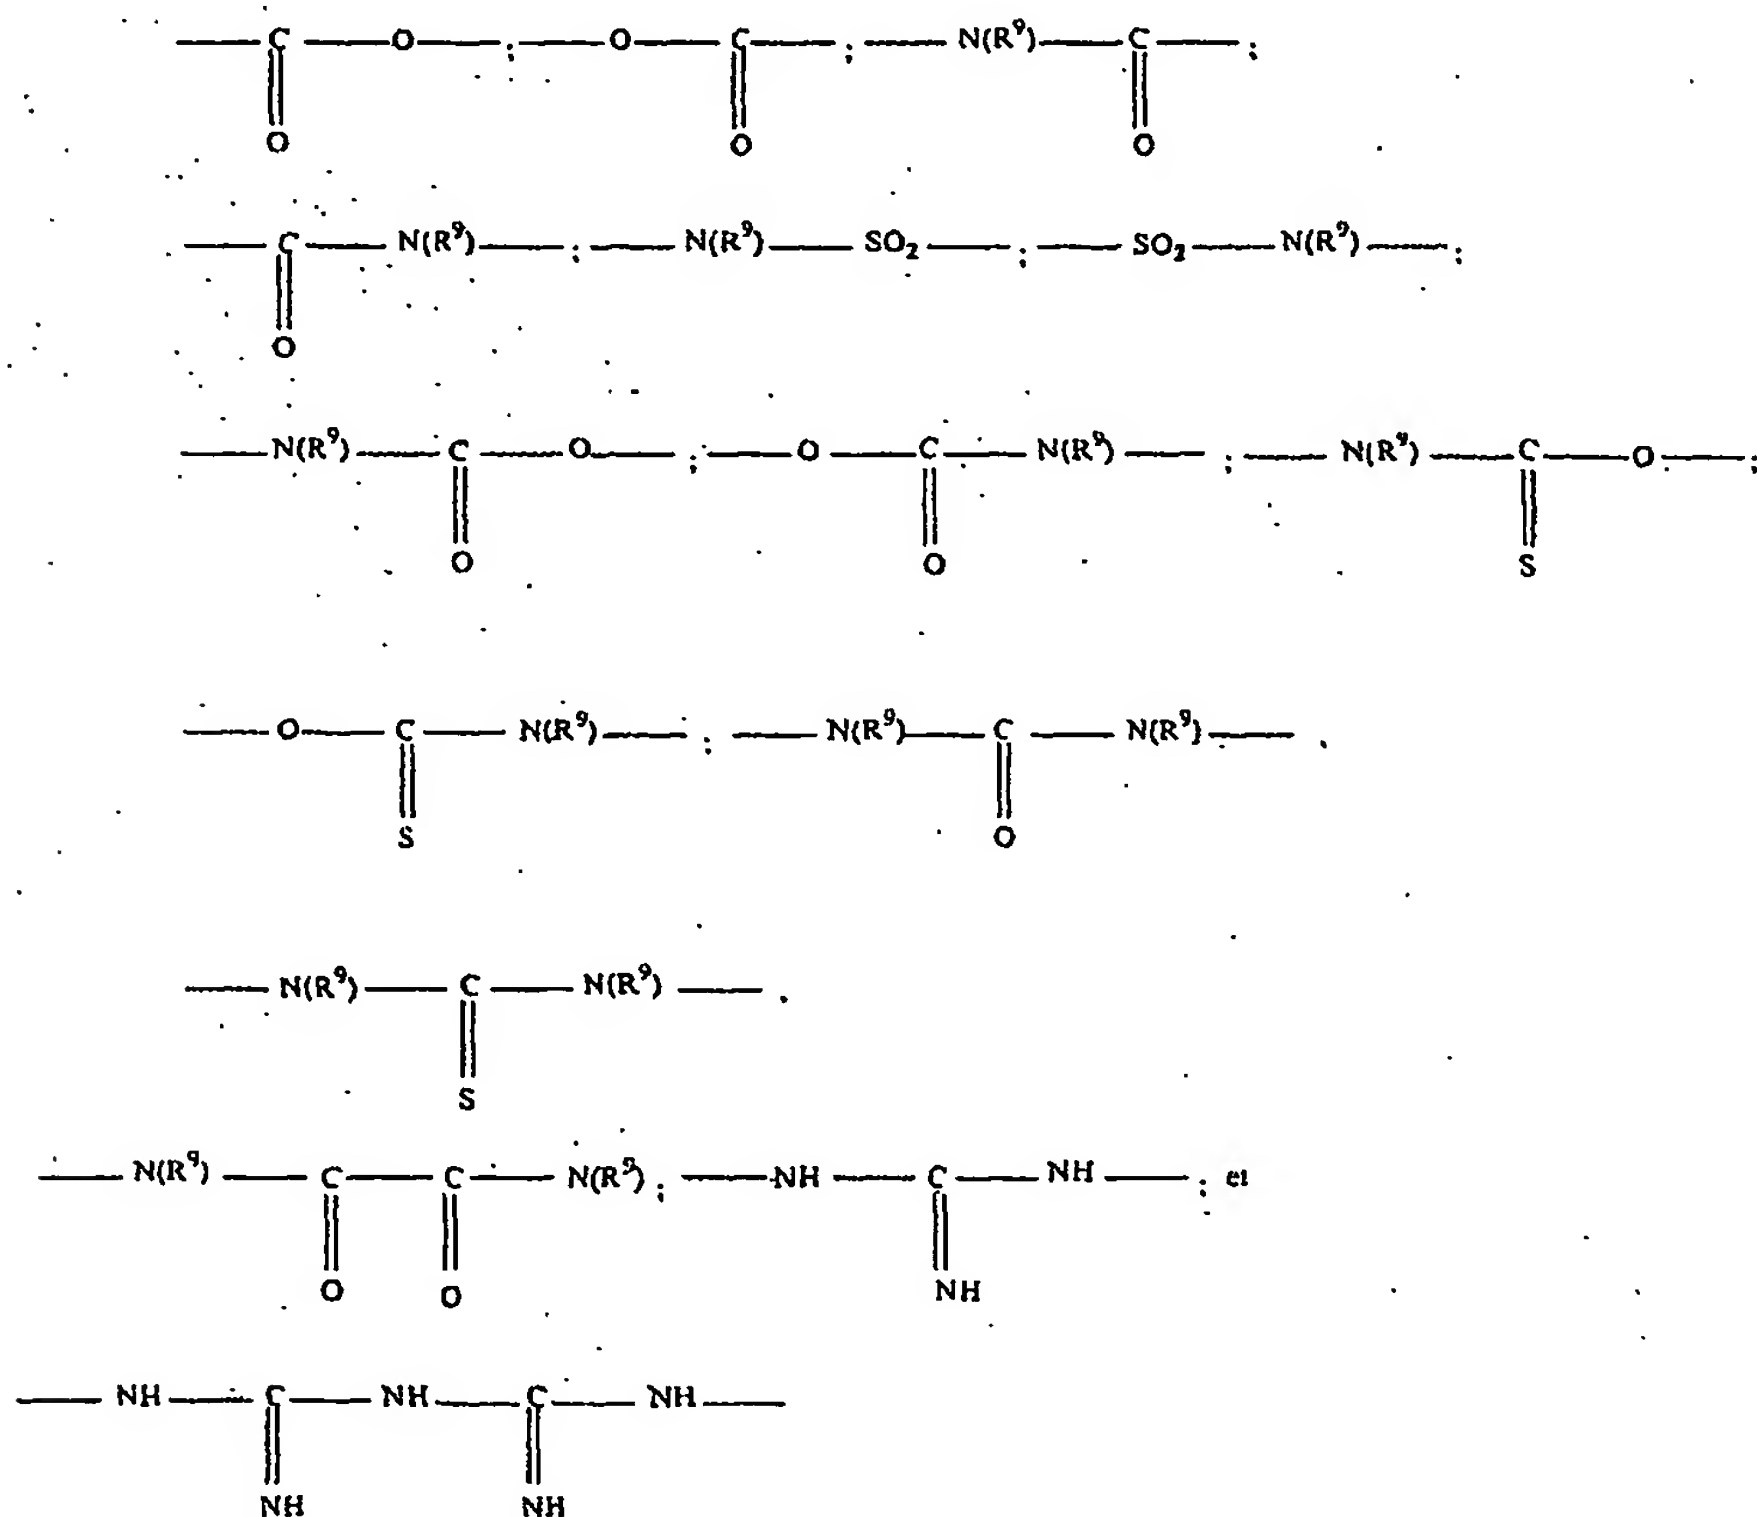 — C — O — ; — O — C — ; — N(R⁹) — C — ;
O O O
— C — N(R⁹) — ; — N(R⁹) — SO₂ — ; — SO₂ — N(R⁹) — ;
O
— N(R⁹) — C — O — ; — O — C — N(R⁹) — ; — N(R⁹) — C — O — ;
O O S
— O — C — N(R⁹) — ; — N(R⁹) — C — N(R⁹) — ,
S O
— N(R⁹) — C — N(R⁹) — ,
S
— N(R⁹) — C — C — N(R⁹) ; — NH — C — NH — ; et
O O NH
— NH — C — NH — C — NH —
NH NH